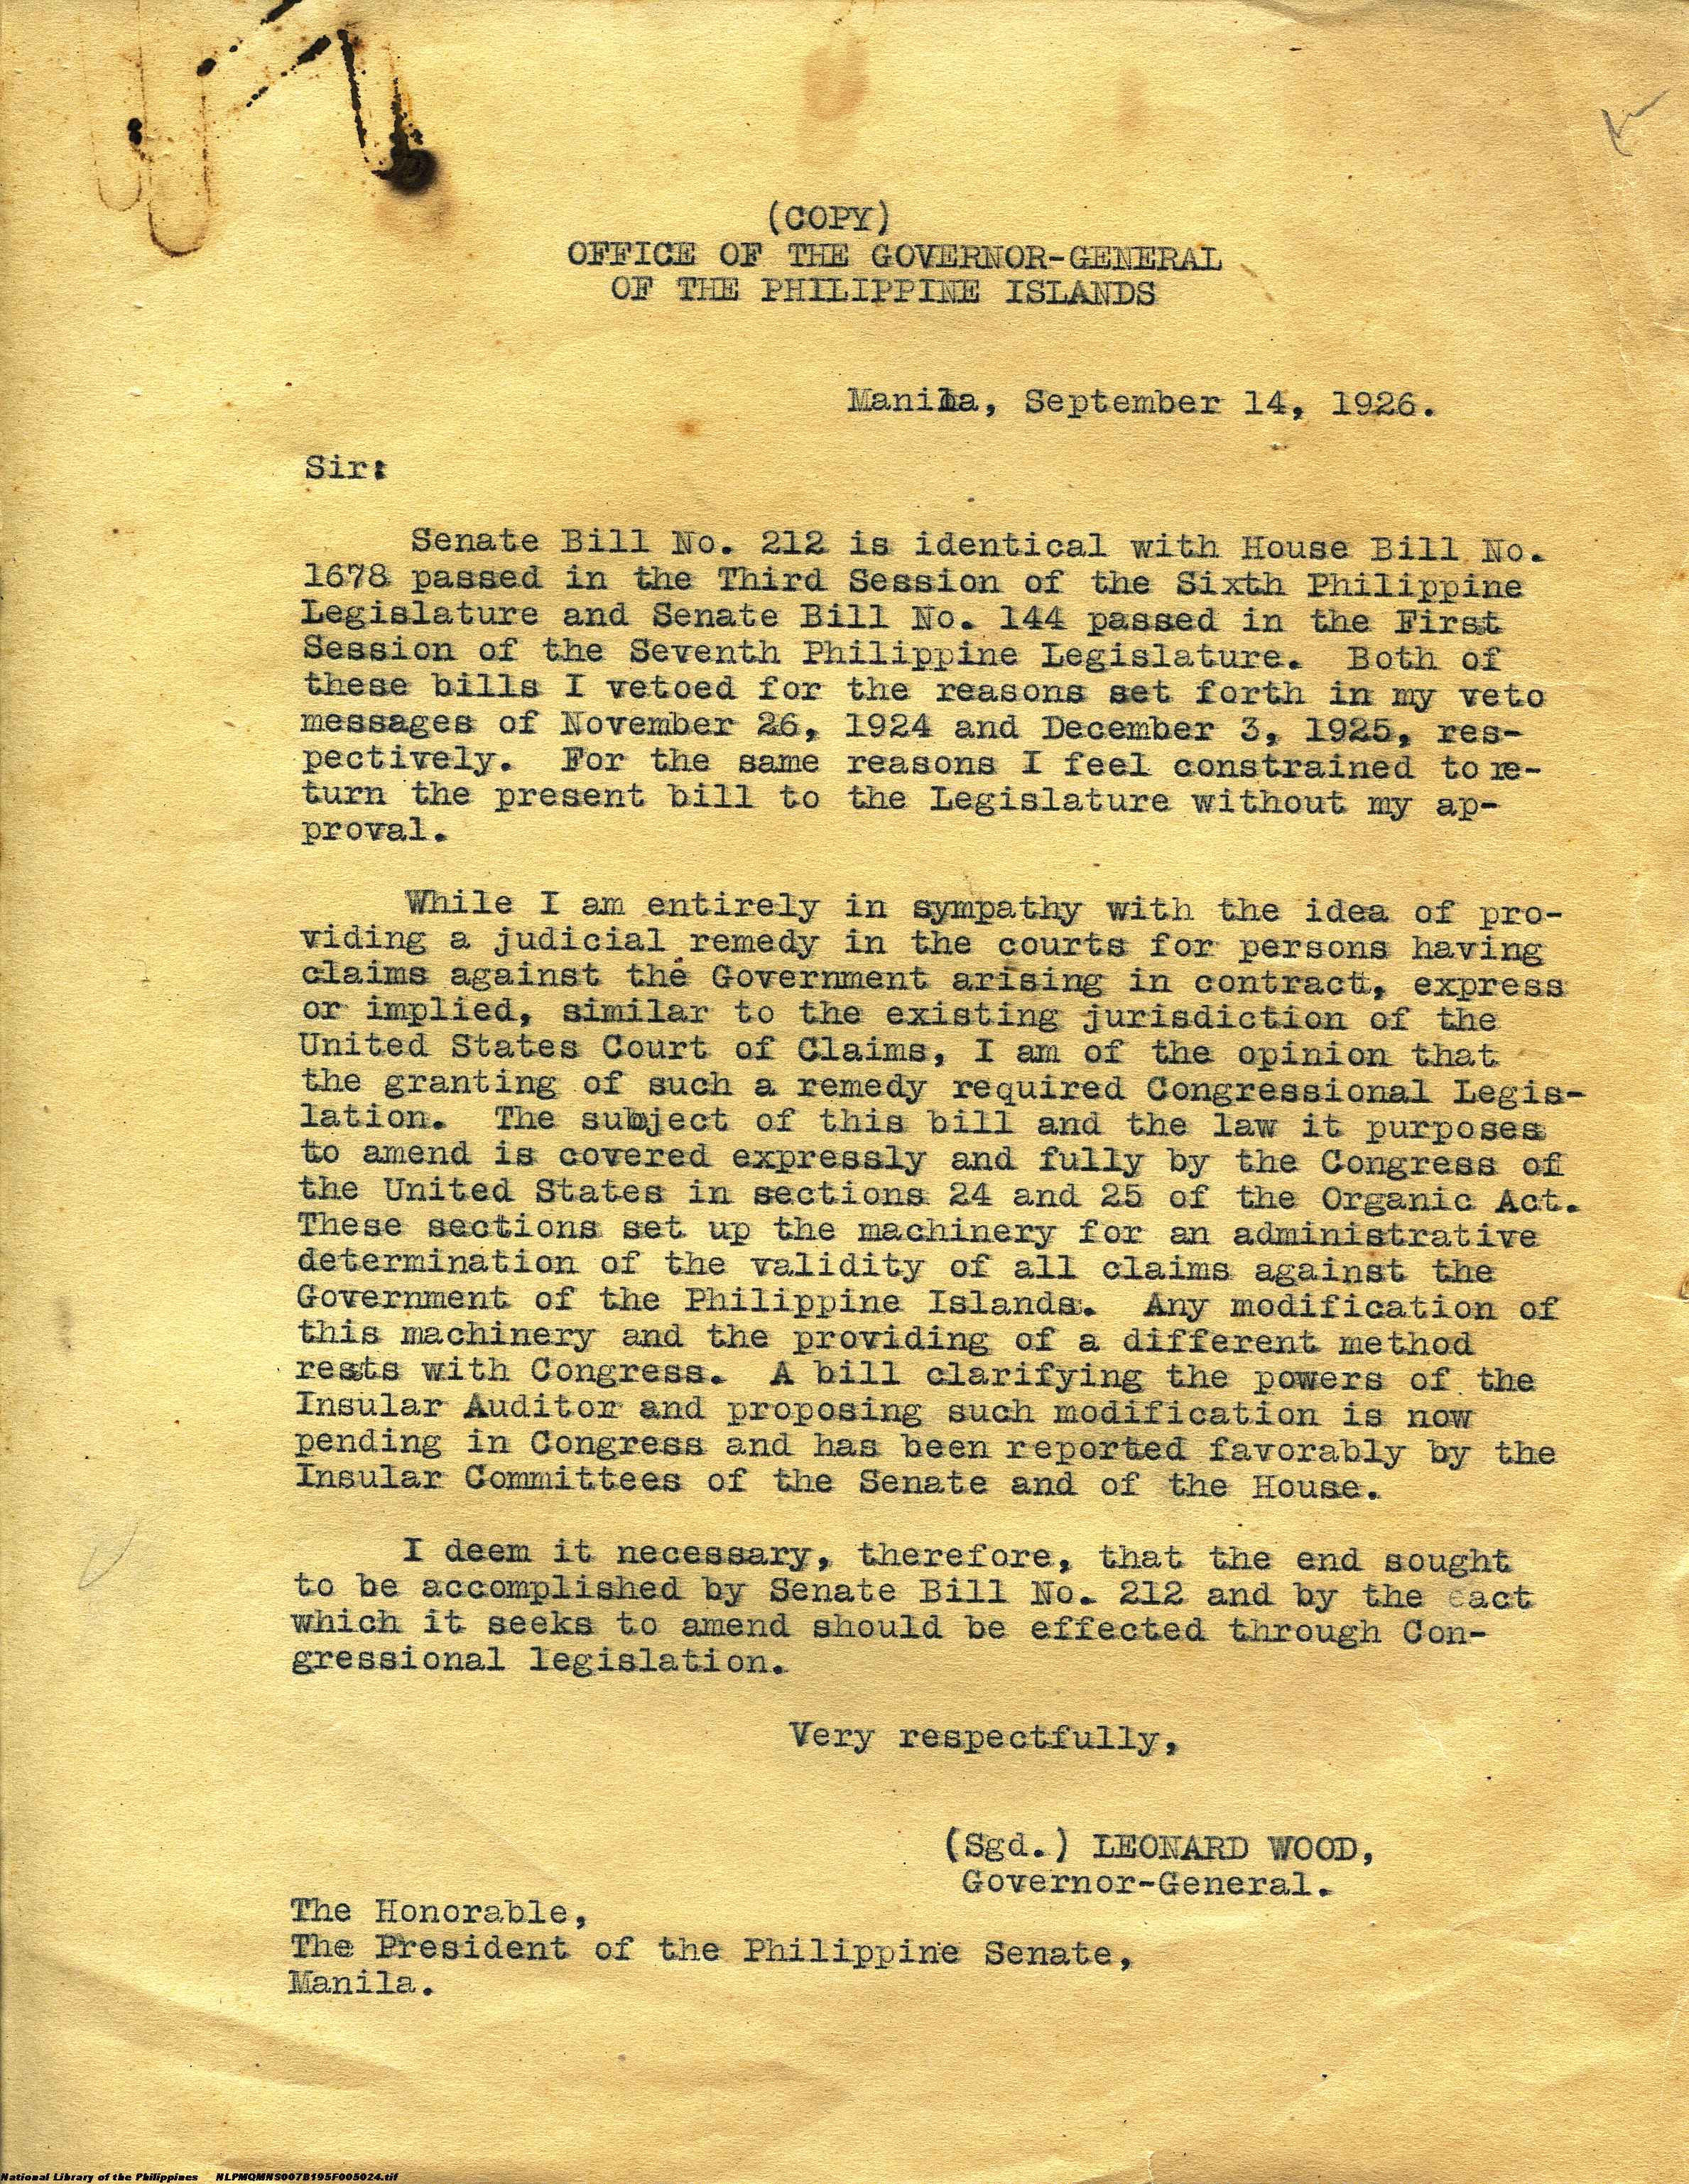 (COPY)
OFFICE OF THE GOVERNOR-GENERAL
OF THE PHILIPPINE ISLANDS
Manila, September 14, 1926.
Sir:
Senate Bill No. 212 is identical with House Bill No.
1678 passed in the Third Session of the Sixth Philippine
Legislature and Senate Bill No. 144 passed in the First
Session of the Seventh Philippine Legislature. Both of
these bills I vetoed for the reasons set forth in my veto
messages of November 26, 1924 and December 3, 1925, res-
pectively. For the same reasons I feel constrained to re-
turn the present bill to the Legislature without my ap-
proval.
While I am entirely in sympathy with the idea of pro-
viding a judicial remedy in the courts for persons having
claims against the Government arising in contract, express
or implied, similar to the existing jurisdiction of the
United States Court of Claims, I am of the opinion that
the granting of such a remedy required Congressional Legis-
lation. The subject of this bill and the law it purposes
to amend is covered expressly and fully by the Congress of
the United States in sections 24 and 25 of the Organic Act.
These sections set up the machinery for an administrative
determination of the validity of all claims against the
Government of the Philippine Islands. Any modification of
this machinery and the providing of a different method
rests with Congress. A bill clarifying the powers of the
Insular Auditor and proposing such modification is now
pending in Congress and has been reported favorably by the
Insular Committees of the Senate and of the House.
I deem it necessary, therefore, that the end sought
to be accomplished by Senate Bill No. 212 and by the act
which it seeks to amend should be effected through Con-
gressional legislation.
Very respectfully,
(Sgd.) LEONARD WOOD,
Governor-General.
The Honorable,
The President of the Philippine Senate,
Manila.
National Library of the Philippines NLPMQMNS007B195F005024.tif